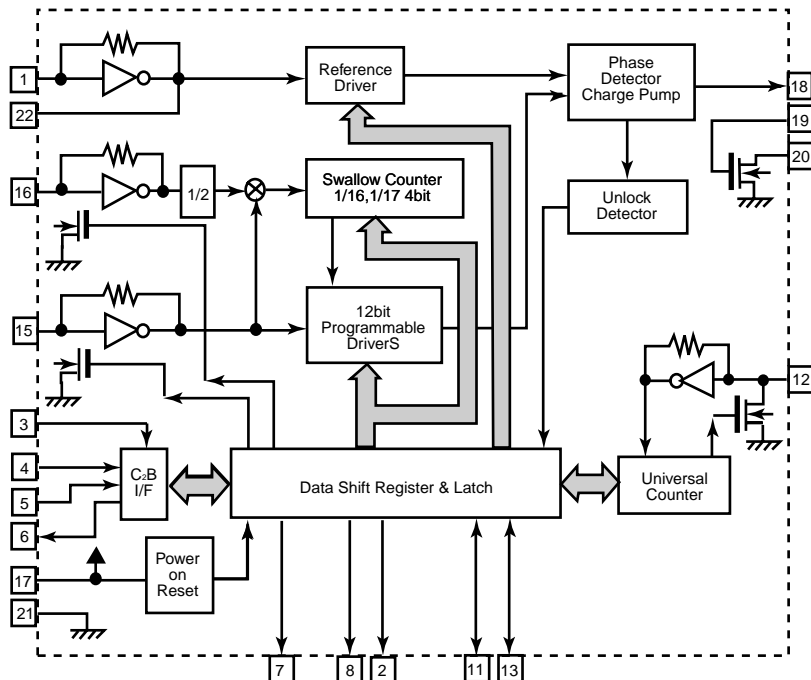 1
22
16
15
3
4
5
6
17
21
Reference
Driver
Phase
Detector
Charge Pump
18
19
20
1/2
Swallow Counter
1/16,1/17 4bit
Unlock
Detector
12bit
Programmable
DriverS
12
C2B
I/F
Data Shift Register & Latch
Universal
Counter
Power
on
Reset
7
8
2
11
13